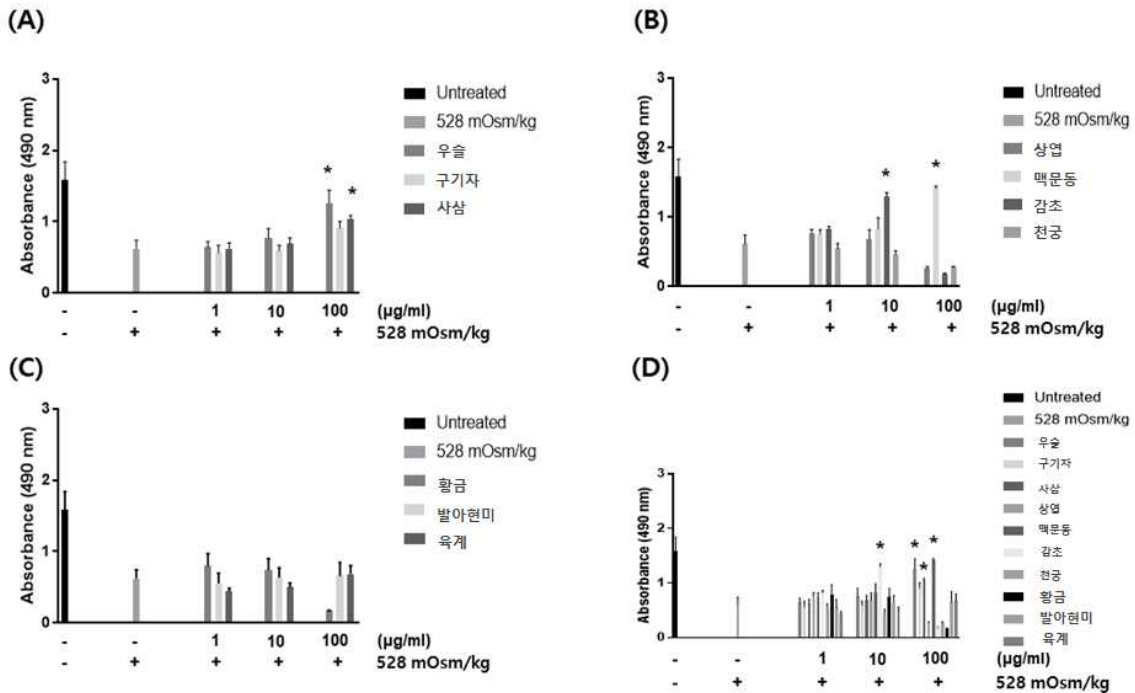 (A)
Absorbance (490 nm)
3
2
1
0
Untreated
528 mOsm/kg
우슬
구기자
사삼
*
*
- - 1 10 100 (μg/ml)
- + + + + 528 mOsm/kg
(B)
Absorbance (490 nm)
3
2
1
0
Untreated
528 mOsm/kg
상엽
맥문동
감초
천궁
*
*
- - 1 10 100 (μg/ml)
- + + + + 528 mOsm/kg
(C)
Absorbance (490 nm)
3
2
1
0
Untreated
528 mOsm/kg
황금
발아현미
육계
- - 1 10 100 (μg/ml)
- + + + + 528 mOsm/kg
(D)
Absorbance (490 nm)
3
2
1
0
Untreated
528 mOsm/kg
우슬
구기자
사삼
상엽
맥문동
감초
천궁
황금
발아현미
육계
*
*
*
*
- - 1 10 100 (μg/ml)
- + + + + 528 mOsm/kg